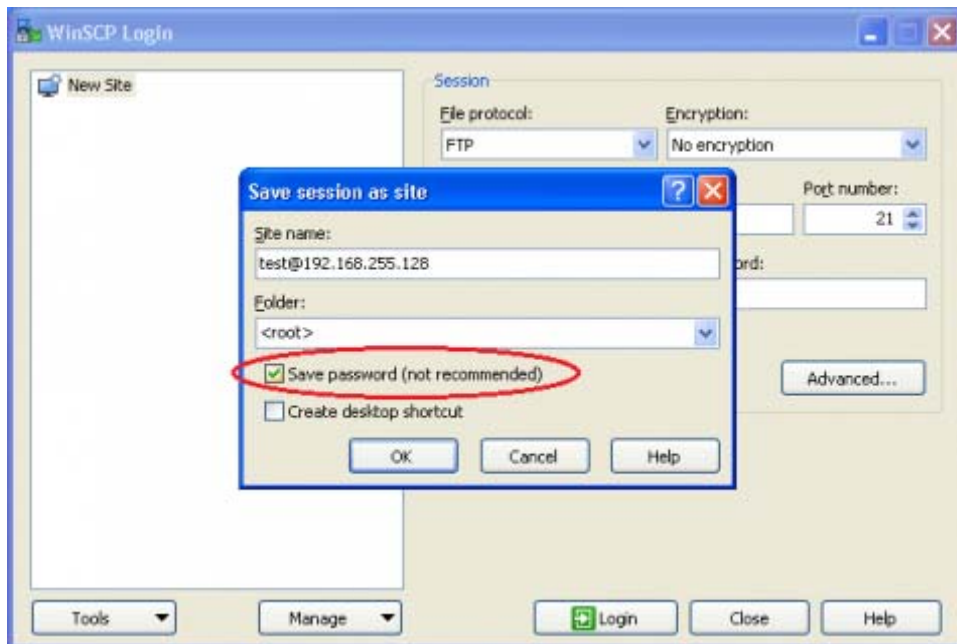 WinSCP Login
New Site
Session
File protocol:
Encryption:
FTP
No encryption
Save session as site
Port number:
21
Site name:
test@192.168.255.128
ord:
Folder:
<root>
Save password (not recommended)
Advanced...
Create desktop shortcut
OK
Cancel
Help
Tools
Manage
Login
Close
Help